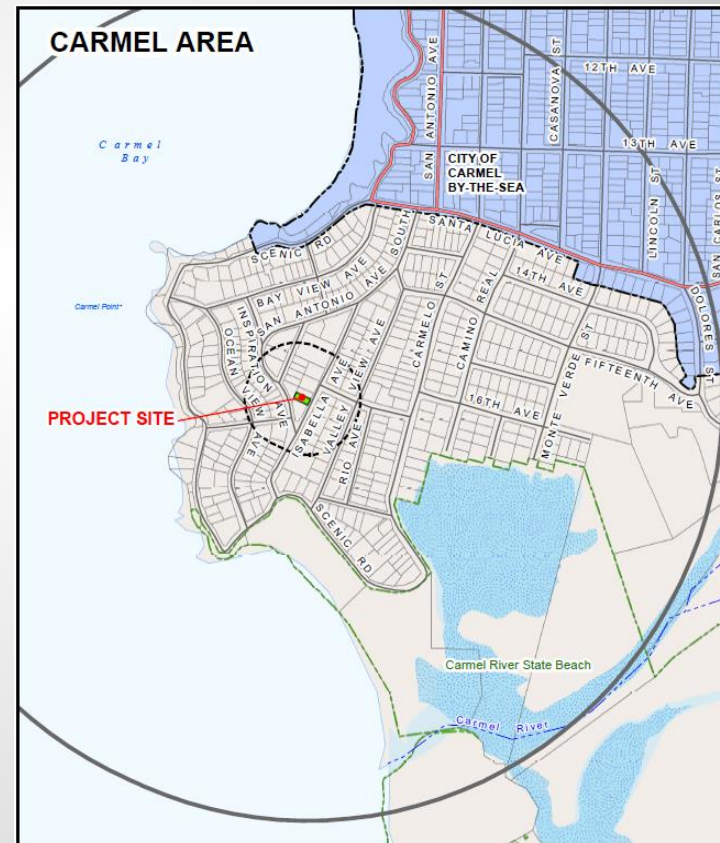 CARMEL AREA
Carmel
Bay
SAN ANTONIO AVE
CASANOVA ST
12TH AVE
13TH AVE
CITY OF
CARMEL
BY-THE-SEA
LINCOLN ST
SAN CARLOS ST
SCENIC RD
SANTA LUCIA AVE
BAY VIEW AVE
SAN ANTONIO AVE SOUTH
14TH AVE
DOLORES ST
Carmel Point
INSPIRATION AVE
OCEAN VIEW AVE
CARMELO ST
CAMINO REAL
MONTE VERDE ST
FIFTEENTH AVE
ISABELLA AVE
VALLEY VIEW AVE
16TH AVE
PROJECT SITE
RIO AVE
SCENIC RD
Carmel River State Beach
Carmel River